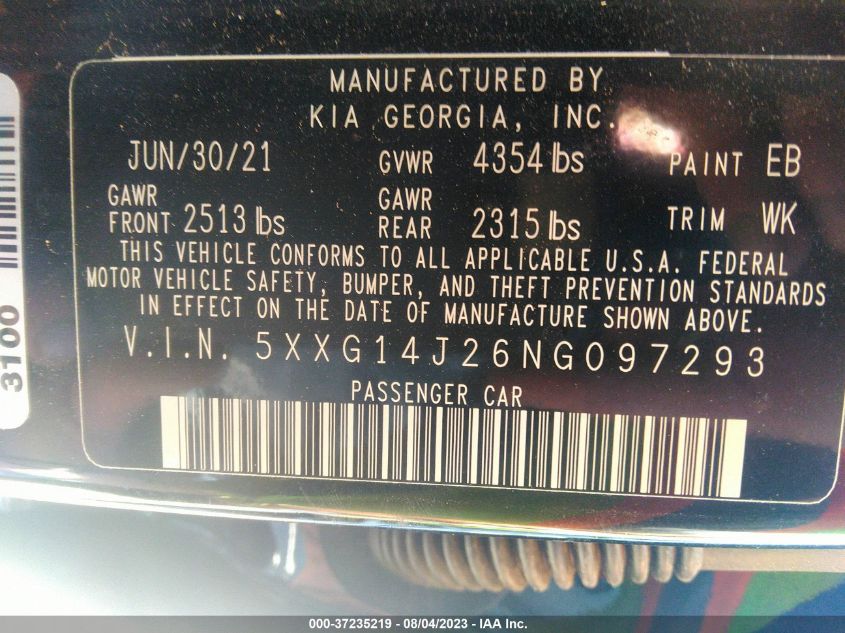 MANUFACTURED BY
KIA GEORGIA, INC.
JUN/30/21 GVWR 4354 lbs PAINT EB
GAWR FRONT 2513 lbs GAWR REAR 2315 lbs TRIM WK
THIS VEHICLE CONFORMS TO ALL APPLICABLE U.S.A. FEDERAL
MOTOR VEHICLE SAFETY, BUMPER, AND THEFT PREVENTION STANDARDS
IN EFFECT ON THE DATE OF MANUFACTURE SHOWN ABOVE.
V.I.N. 5XXG14J26NG097293
PASSENGER CAR
3100
000-37235219 - 08/04/2023 - IAA Inc.